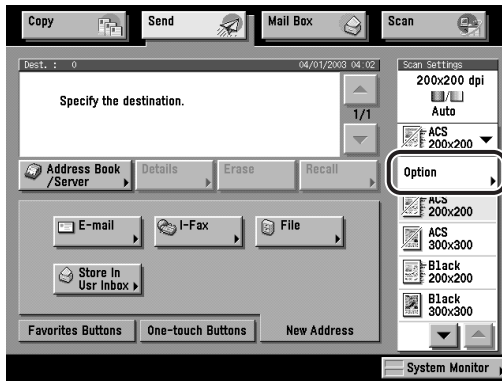 Copy
Send
Mail Box
Scan
Dest. : 0
04/01/2003 04:02
Specify the destination.
1/1
Address Book
/Server
Details
Erase
Recall
E-mail
I-Fax
File
Store In
Usr Inbox
Favorites Buttons
One-touch Buttons
New Address
Scan Settings
200x200 dpi
Auto
ACS
200x200
Option
ACS
200x200
ACS
300x300
Black
200x200
Black
300x300
System Monitor